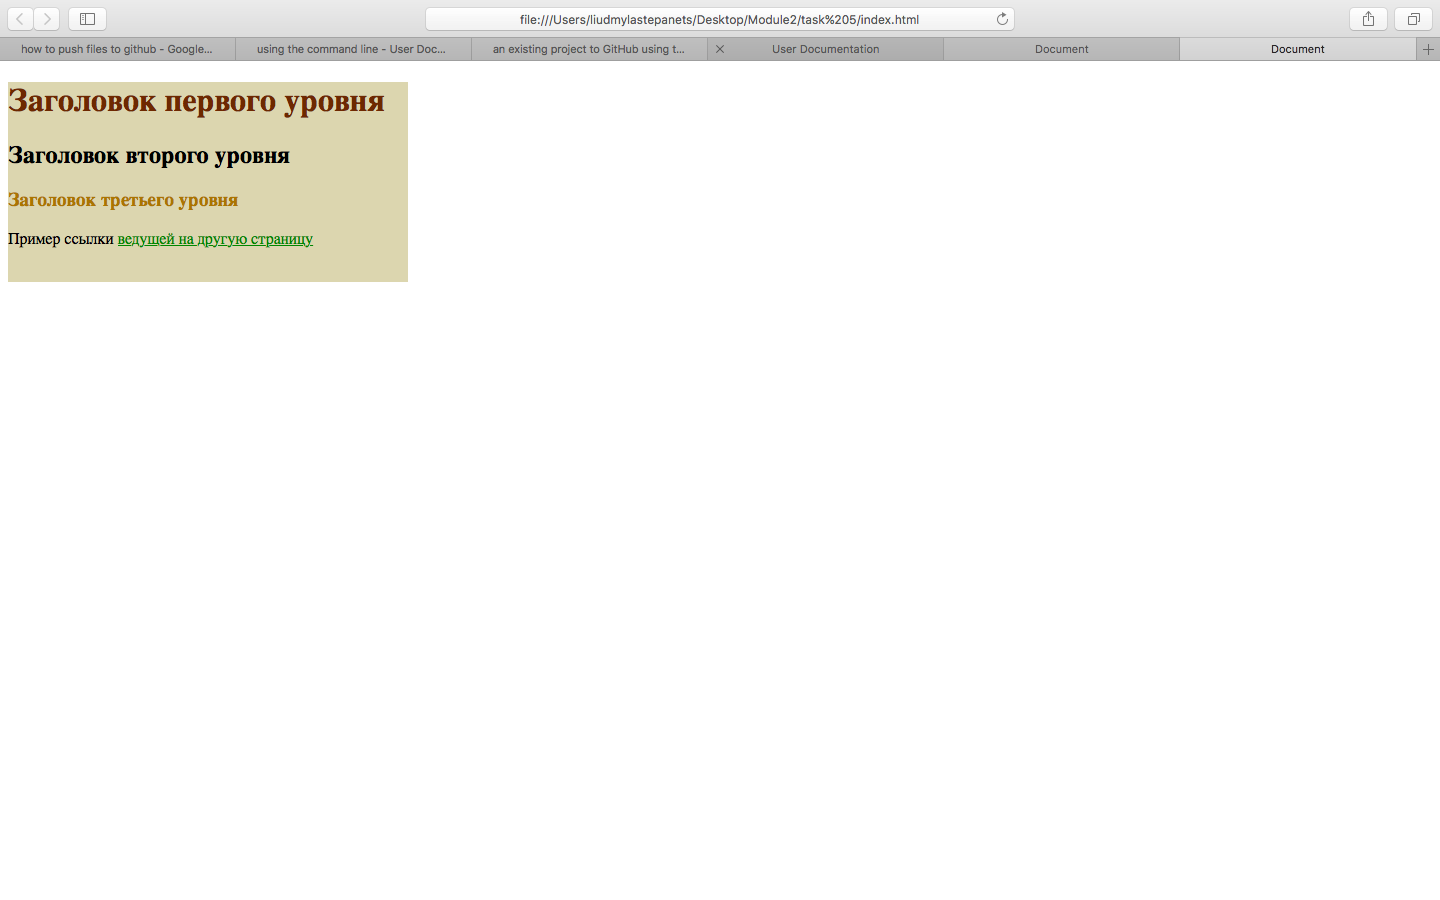 file:///Users/liudmylastepanets/Desktop/Module2/task%205/index.html
how to push files to github - Google...
using the command line - User Doc...
an existing project to GitHub using t...
User Documentation
Document
Document
Заголовок первого уровня
Заголовок второго уровня
Заголовок третьего уровня
Пример ссылки ведущей на другую страницу